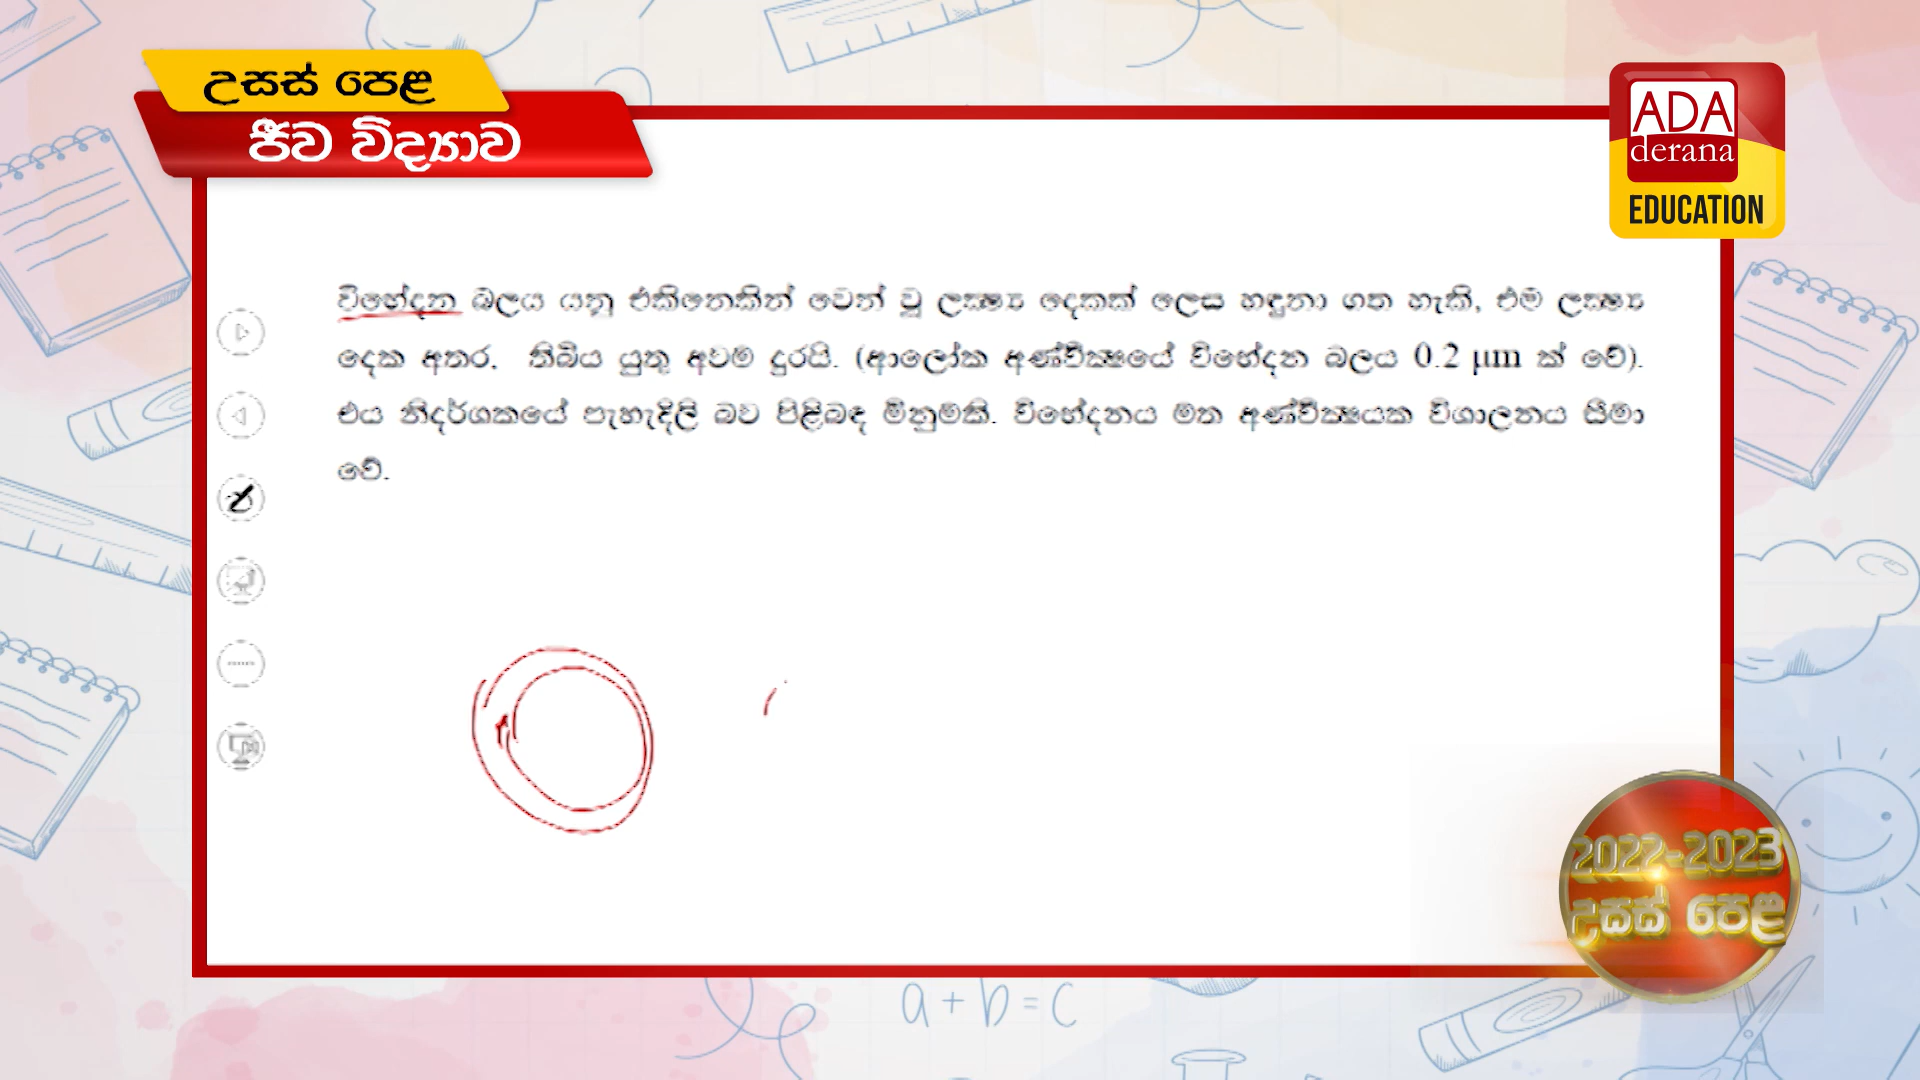 උසස් පෙළ
ජීව විද්‍යාව
ADA
derana
EDUCATION
විභේදන බලය යනු එකිනෙකින් වෙන් වූ ලක්‍ෂ්‍ය දෙකක් ලෙස හඳුනා ගත හැකි, එම ලක්‍ෂ්‍ය
දෙක අතර, තිබිය යුතු අවම දුරයි. (ආලෝක අණ්වීක්‍ෂයේ විභේදන බලය 0.2 μm ක් වේ).
එය නිදර්ශකයේ පැහැදිලි බව පිළිබඳ මිනුමකි. විභේදනය මත අණ්වීක්‍ෂයක විශාලනය සීමා
වේ.
2022-2023
උසස් පෙළ
a + b = c